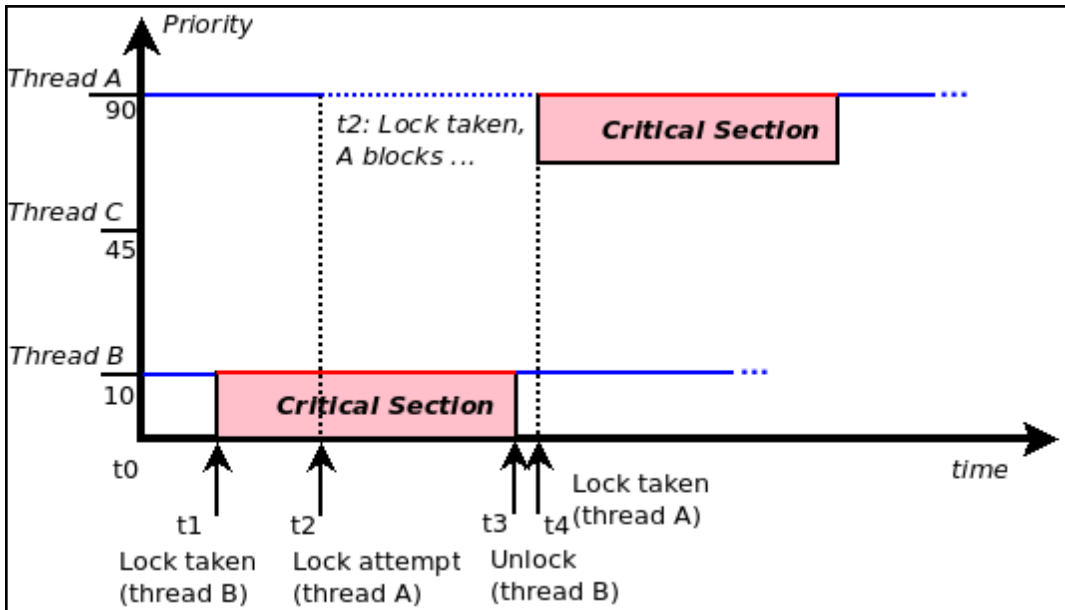 Priority
Thread A
90
t2: Lock taken,
A blocks ...
Critical Section
Thread C
45
Thread B
10
Critical Section
t0
time
t1
Lock taken
(thread B)
t2
Lock attempt
(thread A)
t3
Unlock
(thread B)
t4
Lock taken
(thread A)